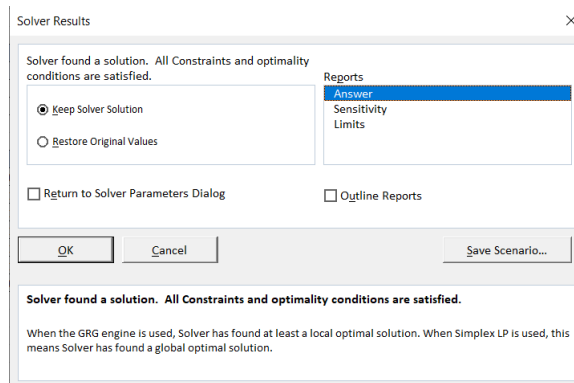 Solver Results
Solver found a solution.  All Constraints and optimality
conditions are satisfied.
Reports
Answer
Sensitivity
Limits
Keep Solver Solution
Restore Original Values
Return to Solver Parameters Dialog
Outline Reports
OK
Cancel
Save Scenario...
Solver found a solution.  All Constraints and optimality conditions are satisfied.
When the GRG engine is used, Solver has found at least a local optimal solution. When Simplex LP is used, this
means Solver has found a global optimal solution.